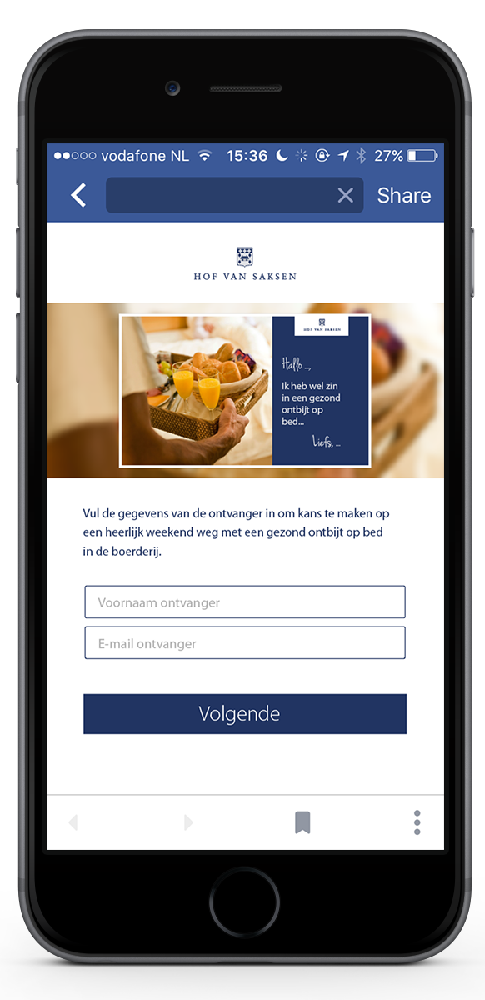 vodafone NL 15:36 27%
Share
HOF VAN SAKSEN
HOF VAN SAKSEN
Hallo ...,
Ik heb wel zin
in een gezond
ontbijt op
bed...
Liefs, ...
Vul de gegevens van de ontvanger in om kans te maken op
een heerlijk weekend weg met een gezond ontbijt op bed
in de boerderij.
Voornaam ontvanger
E-mail ontvanger
Volgende